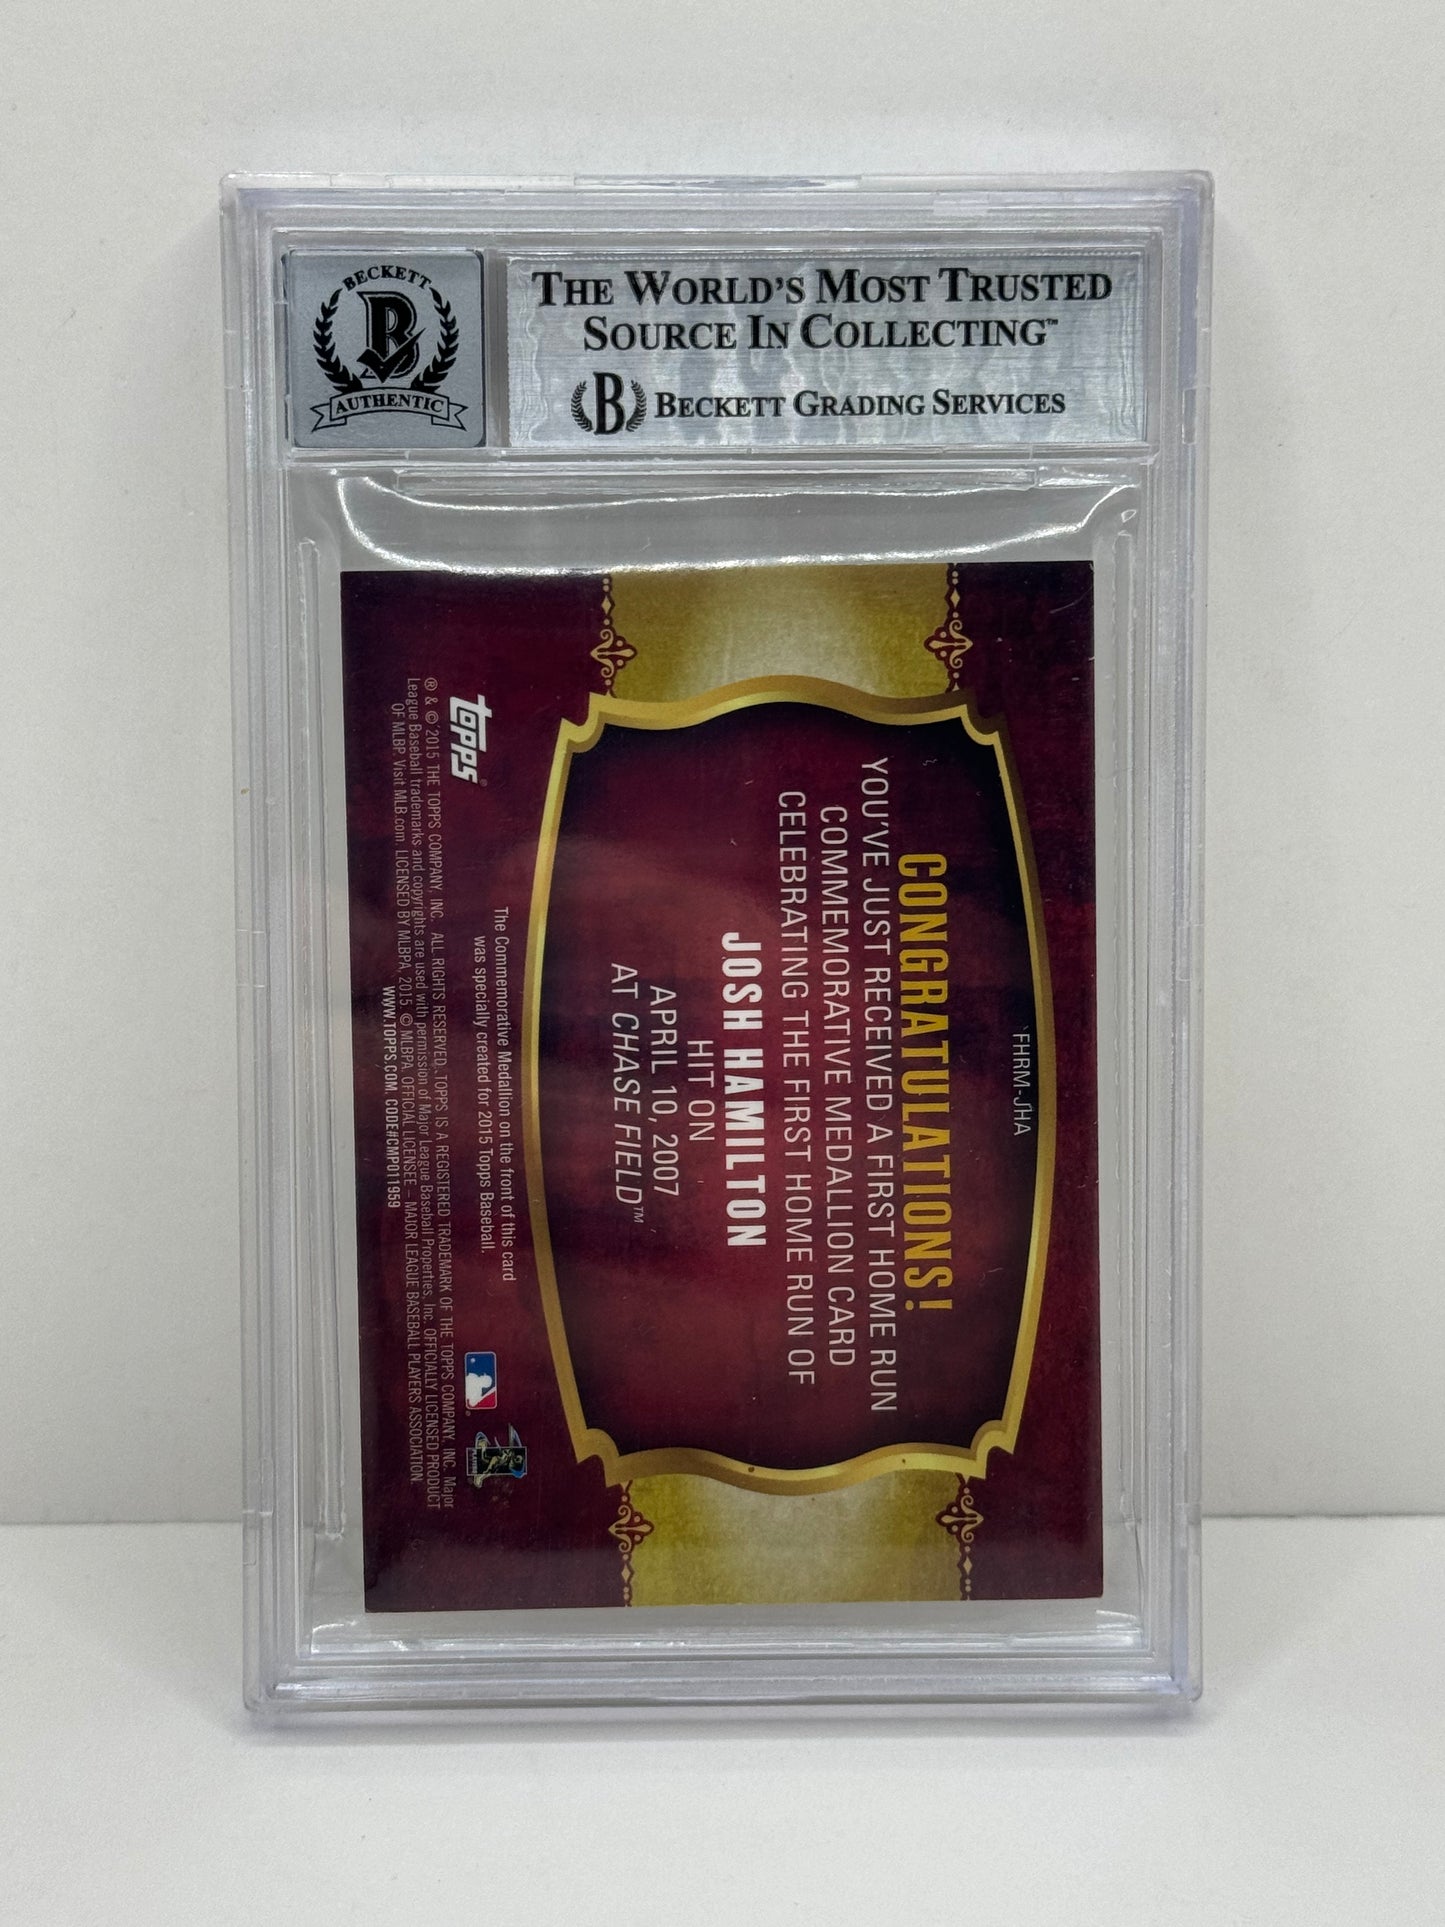 BECKETT
B
AUTHENTIC
THE WORLD'S MOST TRUSTED
SOURCE IN COLLECTING™
B BECKETT GRADING SERVICES
FHRM-JHA
CONGRATULATIONS!
YOU'VE JUST RECEIVED A FIRST HOME RUN
COMMEMORATIVE MEDALLION CARD
CELEBRATING THE FIRST HOME RUN OF
JOSH HAMILTON
HIT ON
APRIL 10, 2007
AT CHASE FIELD™
The Commemorative Medallion on the front of this card
was specially created for 2015 Topps Baseball.
topps®
® & © 2015 THE TOPPS COMPANY, INC. ALL RIGHTS RESERVED. TOPPS IS A REGISTERED TRADEMARK OF THE TOPPS COMPANY, INC. Major
League Baseball trademarks and copyrights are used with permission of Major League Baseball Properties, Inc. OFFICIALLY LICENSED PRODUCT
OF MLBP. Visit MLB.com. LICENSED BY MLBPA, 2015. © MLBPA. OFFICIAL LICENSEE – MAJOR LEAGUE BASEBALL PLAYERS ASSOCIATION.
WWW.TOPPS.COM. CODE#CMP011959